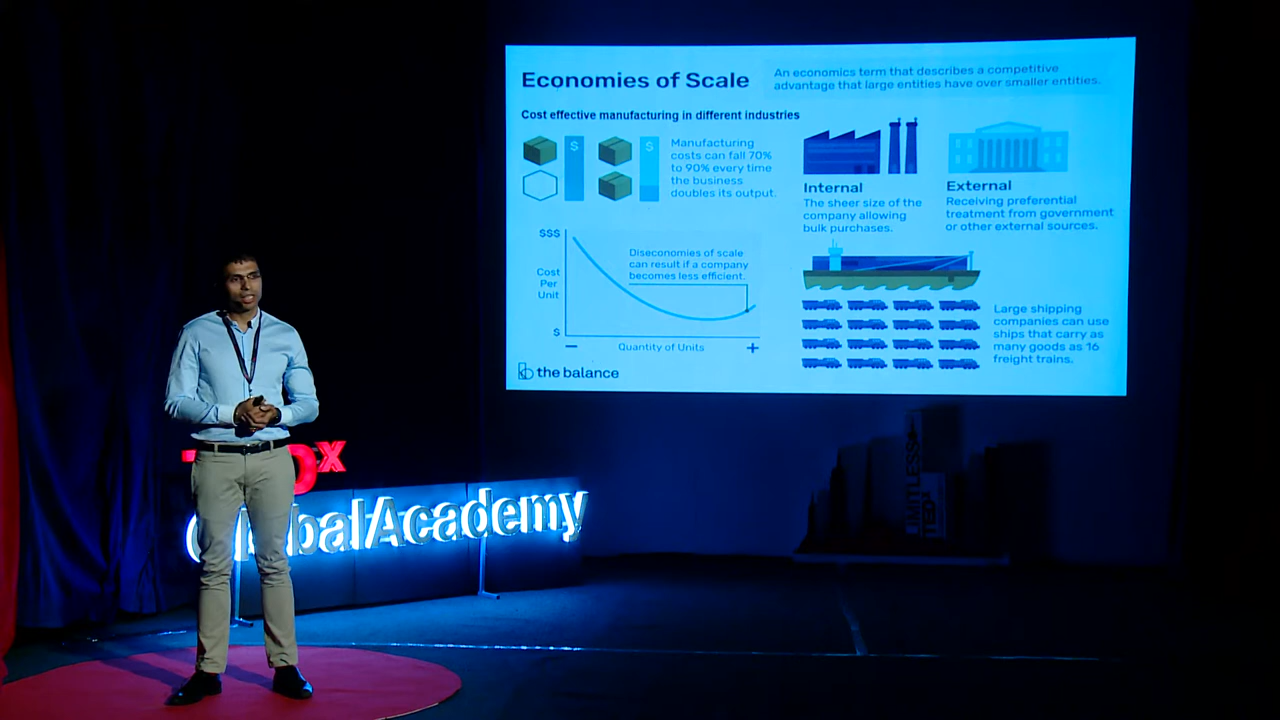 Economies of Scale
An economics term that describes a competitive
advantage that large entities have over smaller entities.
Cost effective manufacturing in different industries
$
$
Manufacturing
costs can fall 70%
to 90% every time
the business
doubles its output.
Internal
The sheer size of the
company allowing
bulk purchases.
External
Receiving preferential
treatment from government
or other external sources.
$$$
Cost
Per
Unit
$
Diseconomies of scale
can result if a company
becomes less efficient.
−
Quantity of Units
+
Large shipping
companies can use
ships that carry as
many goods as 16
freight trains.
the balance
x
Academy
LIMITLESS
TED